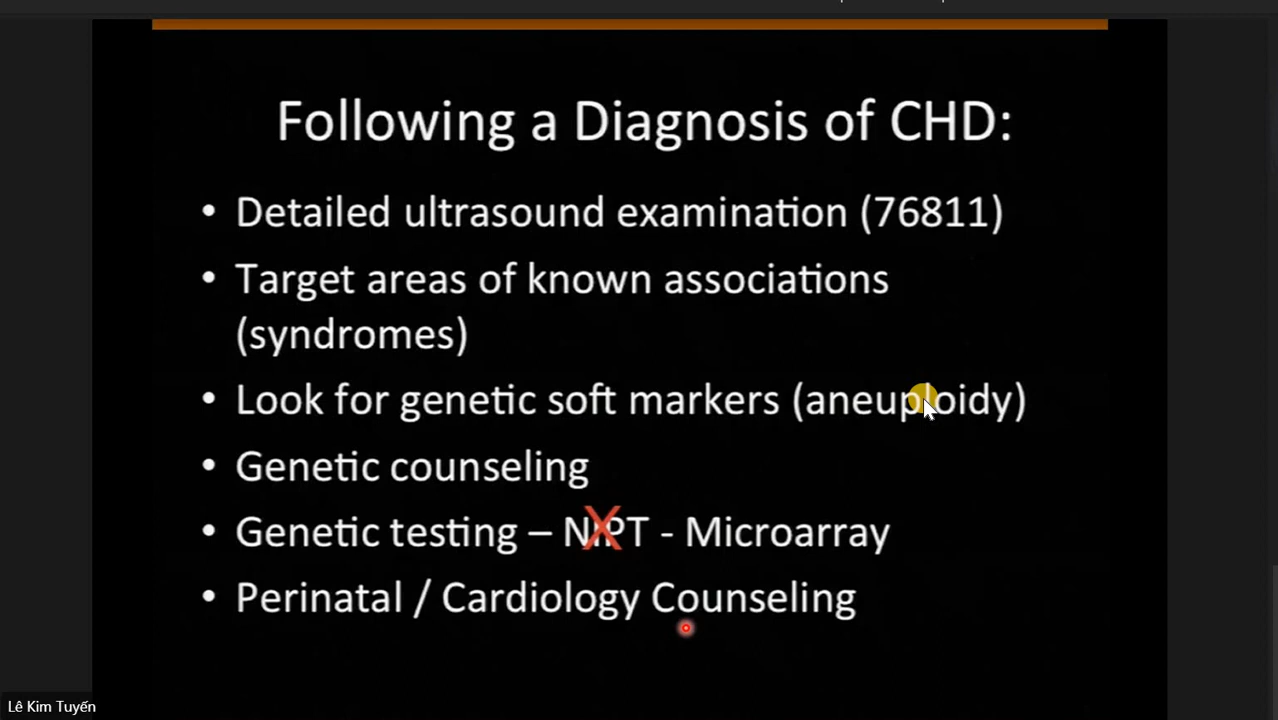 Following a Diagnosis of CHD:
• Detailed ultrasound examination (76811)
• Target areas of known associations
(syndromes)
• Look for genetic soft markers (aneuploidy)
• Genetic counseling
• Genetic testing – NIPT - Microarray
• Perinatal / Cardiology Counseling
Lê Kim Tuyến